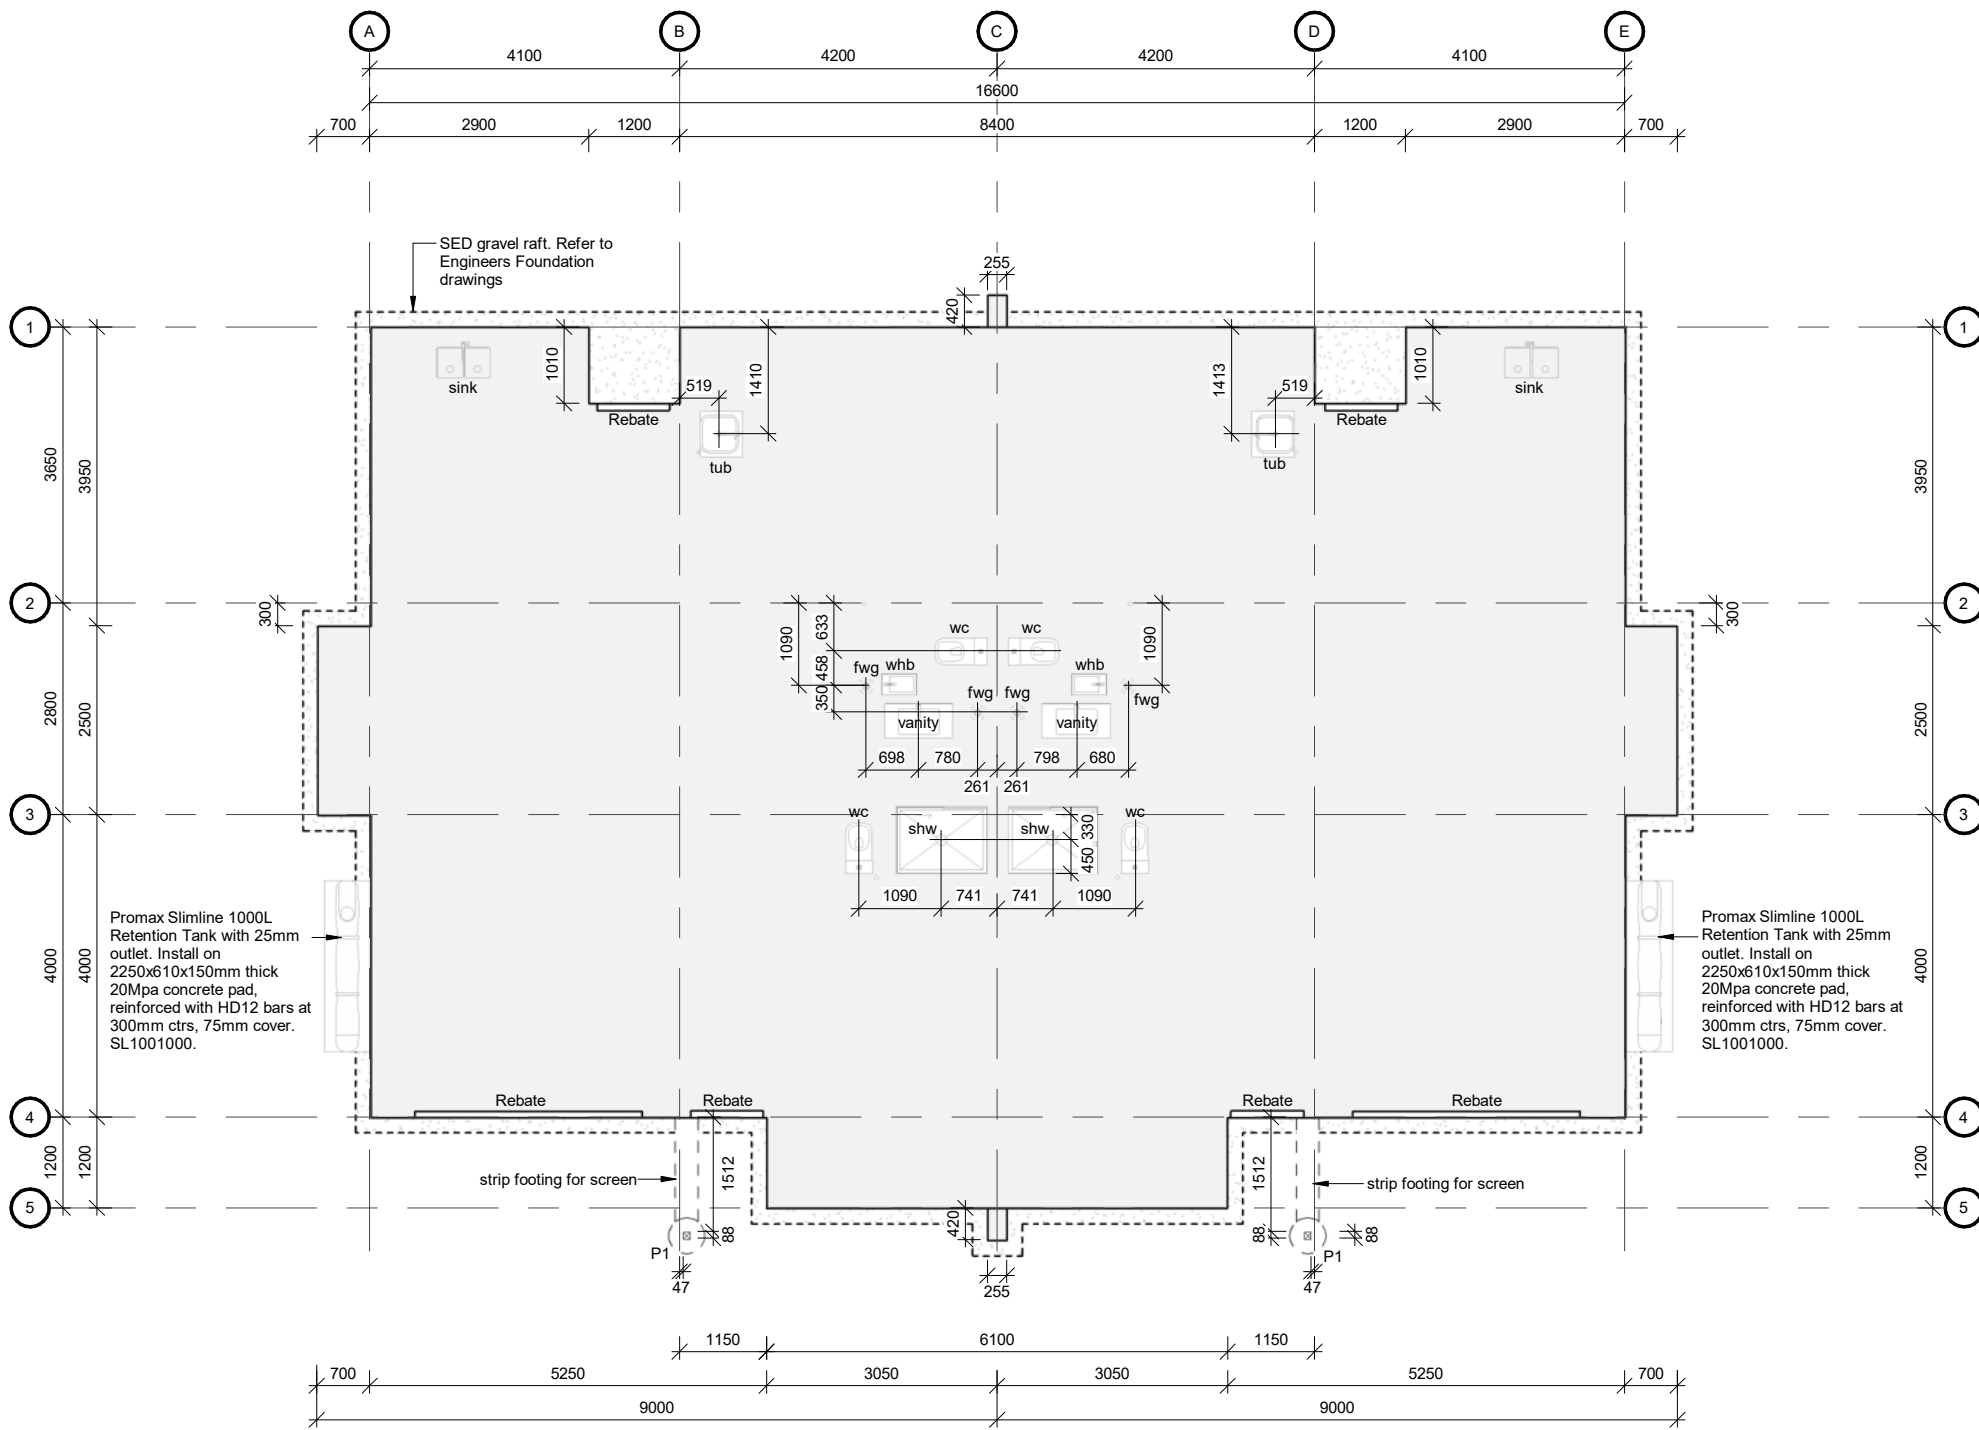 A B C D E
4100 4200 4200 4100
16600
700 2900 1200 8400 1200 2900 700
SED gravel raft. Refer to
Engineers Foundation
drawings
255
420
1 1
1010 1410 1413 1010
519 519
sink sink
Rebate Rebate
tub tub
3650 3950 3950
2 2
300 300
1090 633 1090
wc wc
458
fwg whb whb fwg
350
fwg fwg
vanity vanity
2800 2500 2500
698 780 798 680
261 261
3 3
wc shw shw wc
330
450
1090 741 741 1090
Promax Slimline 1000L
Retention Tank with 25mm
outlet. Install on
2250x610x150mm thick
20Mpa concrete pad,
reinforced with HD12 bars at
300mm ctrs, 75mm cover.
SL1001000.
Promax Slimline 1000L
Retention Tank with 25mm
outlet. Install on
2250x610x150mm thick
20Mpa concrete pad,
reinforced with HD12 bars at
300mm ctrs, 75mm cover.
SL1001000.
4000 4000 4000
Rebate Rebate Rebate Rebate
4 4
1200 1200 1512 1512 1200
strip footing for screen
strip footing for screen
5 5
420
88 88 88
P1 P1
47 255 47
1150 6100 1150
700 5250 3050 3050 5250 700
9000 9000